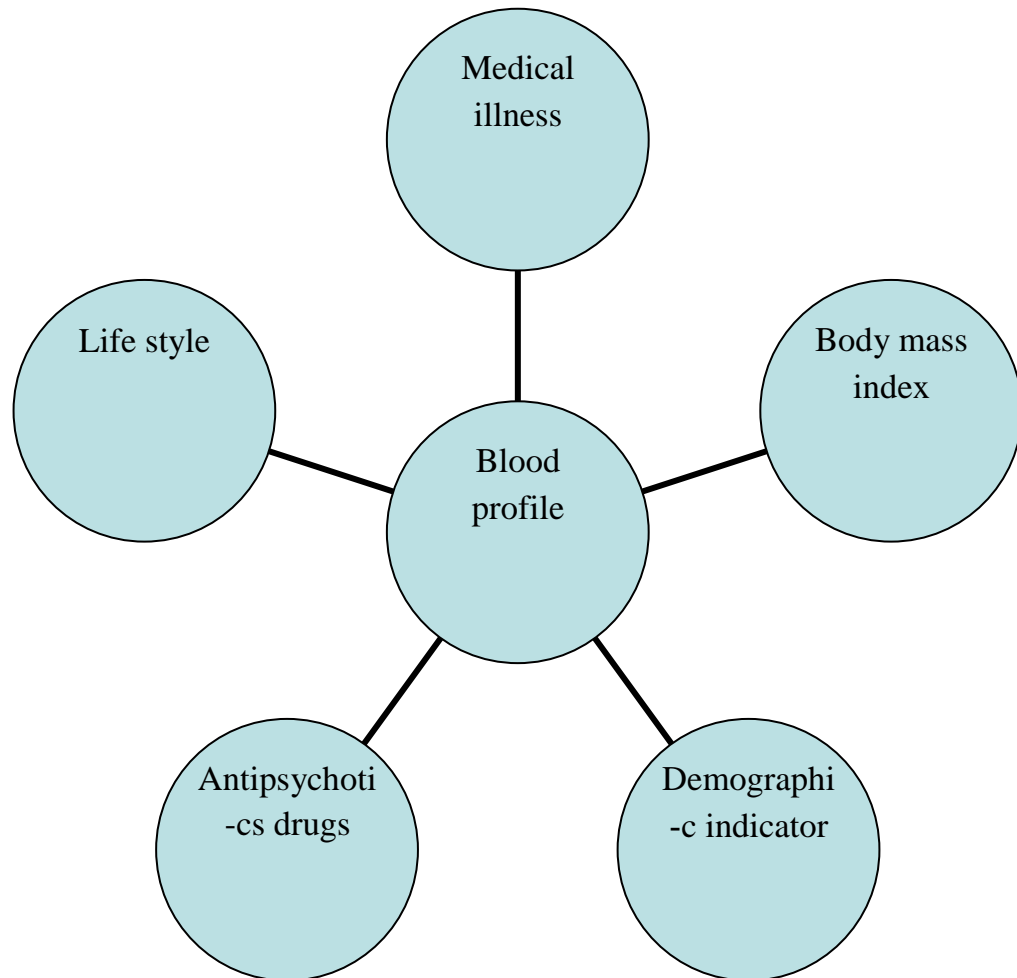 Medical
illness
Life style
Body mass
index
Blood
profile
Antipsychoti
-cs drugs
Demographi
-c indicator